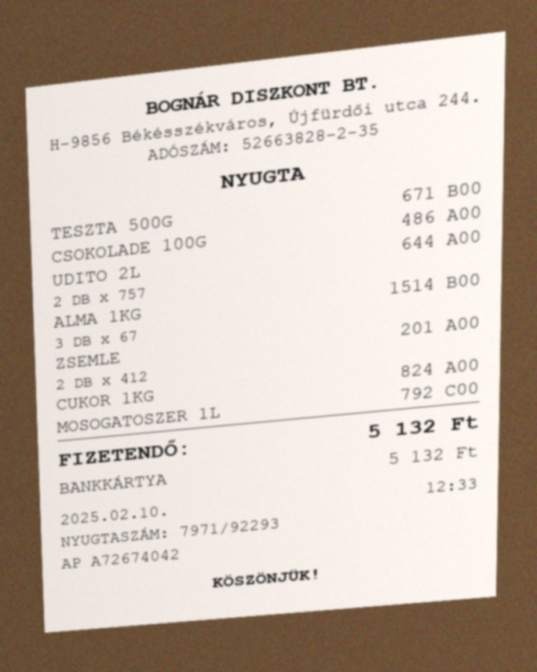 BOGNÁR DISZKONT BT.
H-9856 Békésszékváros, Újfürdői utca 244.
ADÓSZÁM: 52663828-2-35
NYUGTA
TESZTA 500G 671 B00
CSOKOLADE 100G 486 A00
UDITO 2L 644 A00
2 DB x 757
ALMA 1KG 1514 B00
3 DB x 67
ZSEMLE 201 A00
2 DB x 412
CUKOR 1KG 824 A00
MOSOGATOSZER 1L 792 C00
FIZETENDŐ: 5 132 Ft
BANKKÁRTYA 5 132 Ft
2025.02.10. 12:33
NYUGTASZÁM: 7971/92293
AP A72674042
KÖSZÖNJÜK!